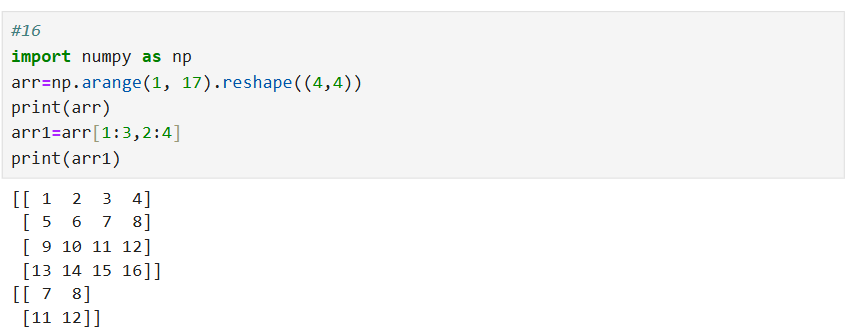 #16
import numpy as np
arr=np.arange(1, 17).reshape((4,4))
print(arr)
arr1=arr[1:3,2:4]
print(arr1)
[[ 1  2  3  4]
 [ 5  6  7  8]
 [ 9 10 11 12]
 [13 14 15 16]]
[[ 7  8]
 [11 12]]